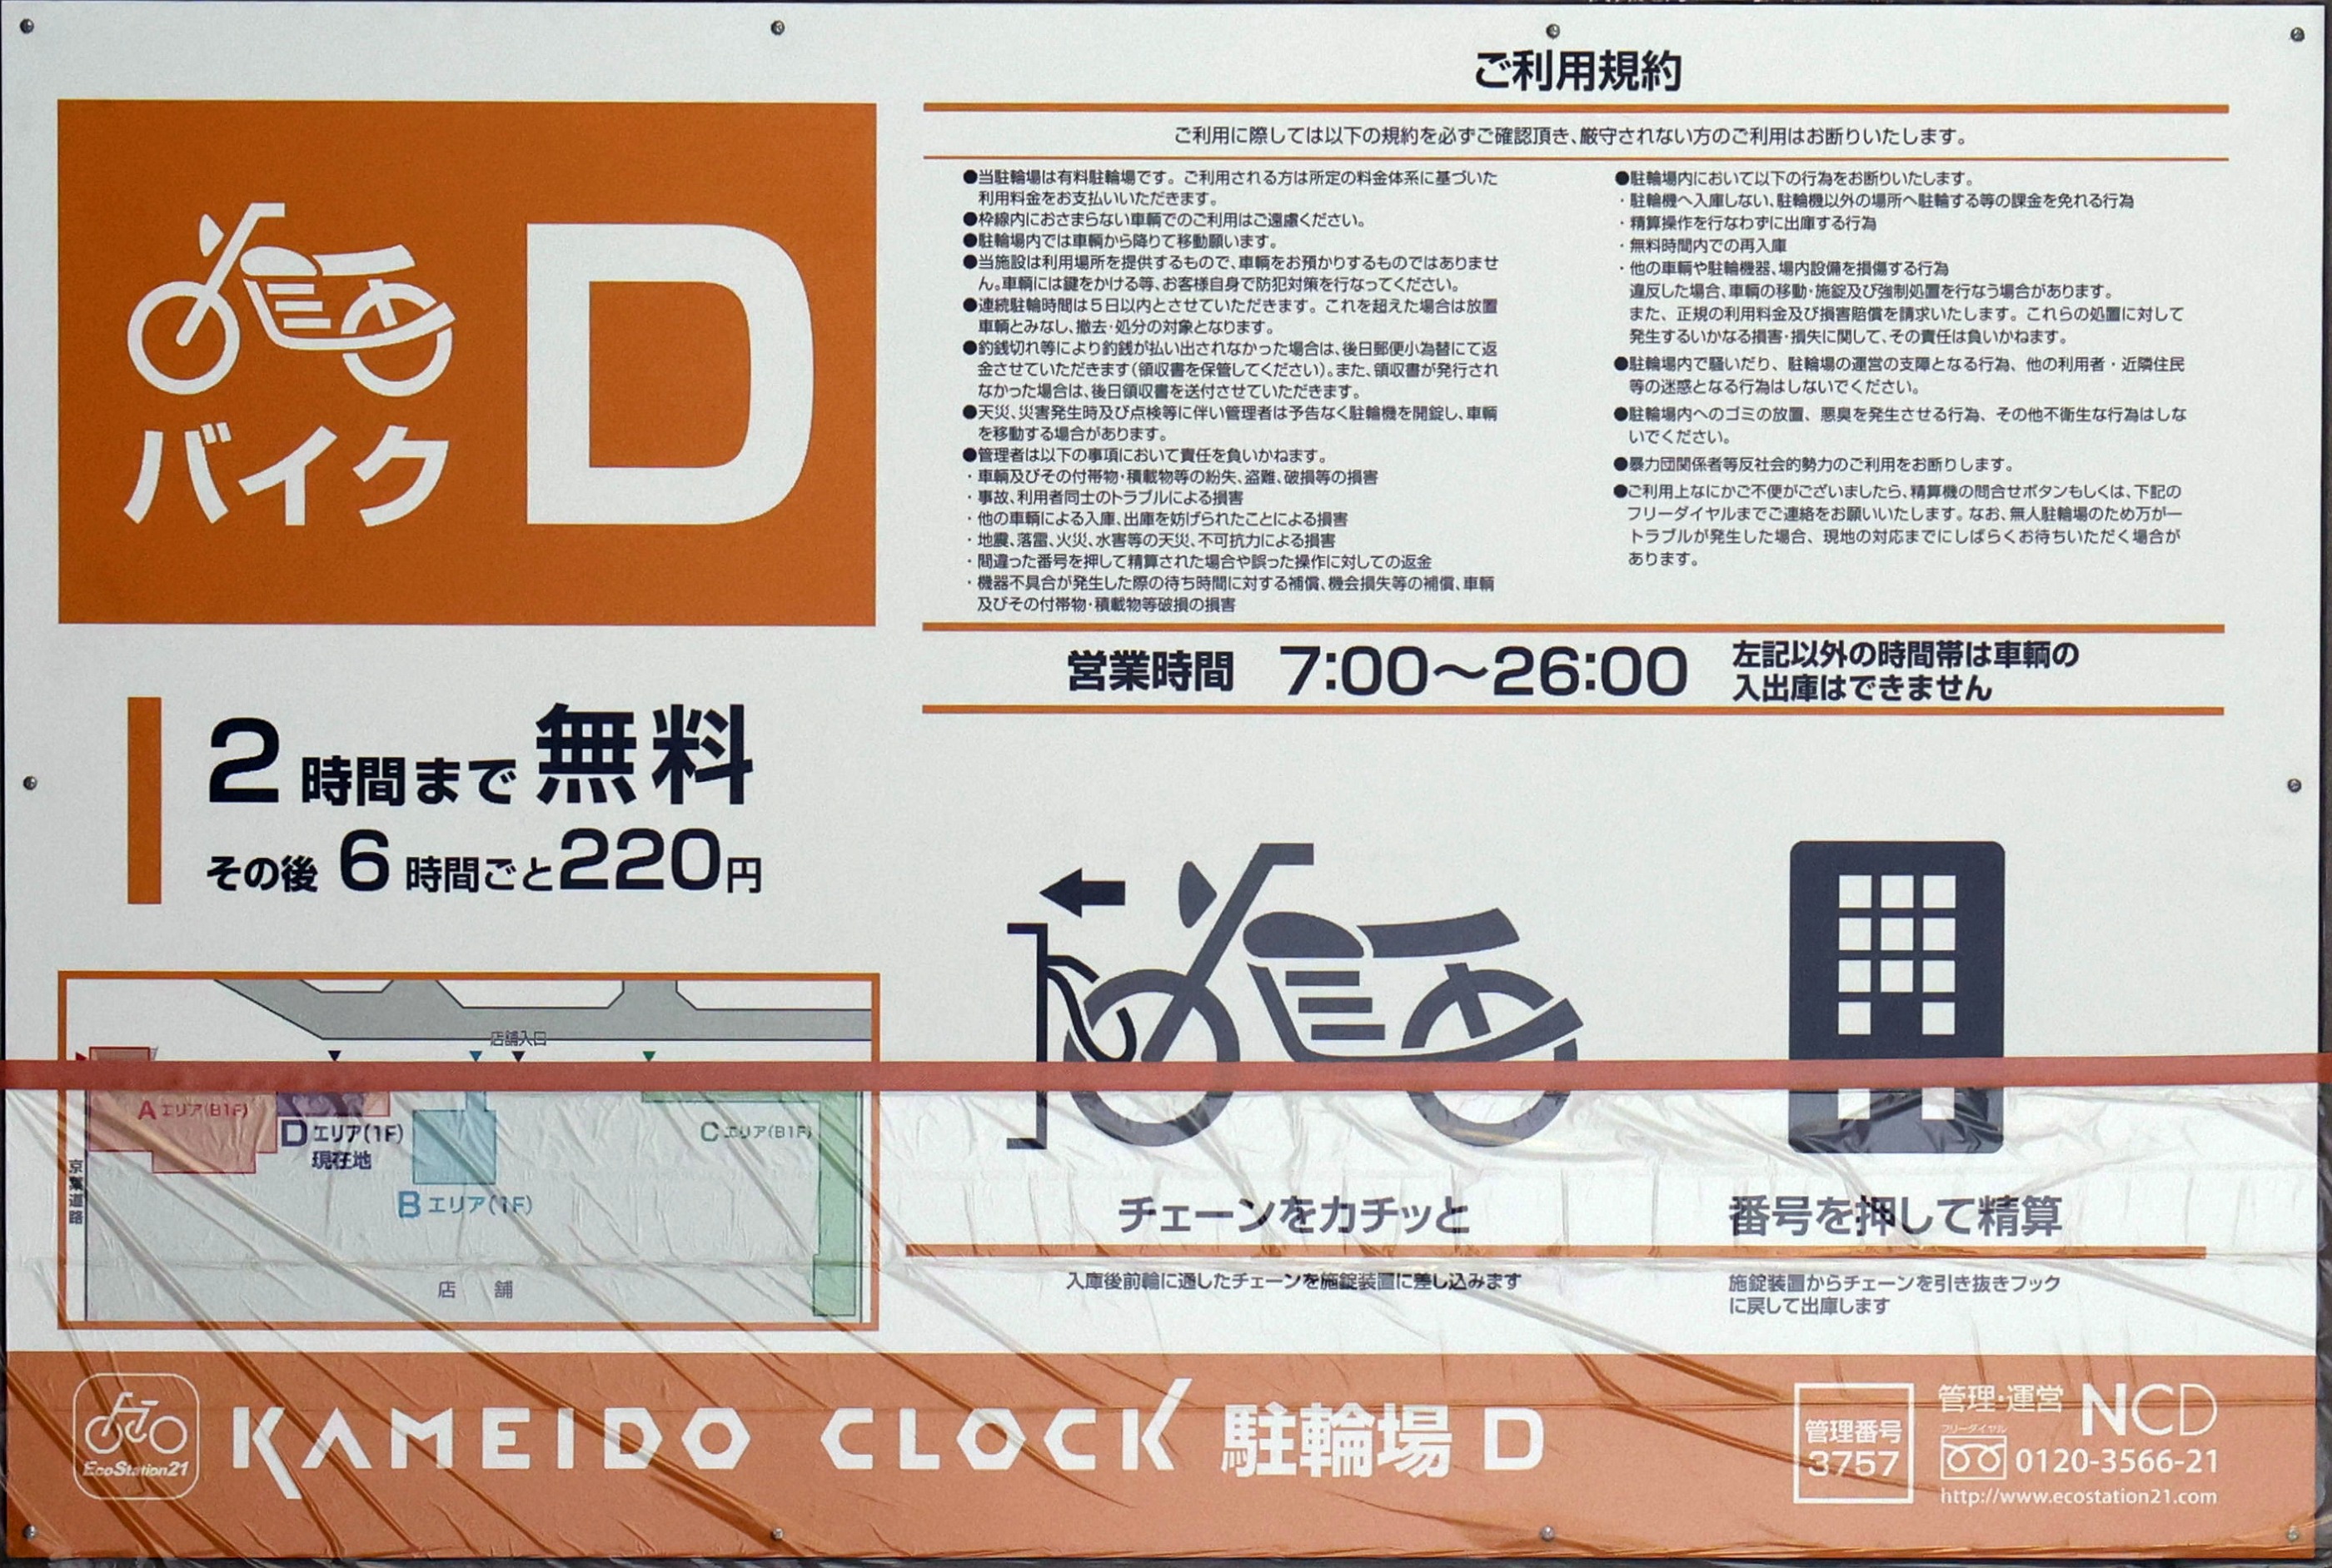 バイク
D
2時間まで無料
その後 6時間ごと220円
店舗入口
Aエリア(B1F)
Dエリア(1F)
現在地
Bエリア(1F)
Cエリア(B1F)
京葉道路
店 舗
ご利用規約
ご利用に際しては以下の規約を必ずご確認頂き、厳守されない方のご利用はお断りいたします。
●当駐輪場は有料駐輪場です。ご利用される方は所定の料金体系に基づいた
利用料金をお支払いいただきます。
●枠線内におさまらない車輌でのご利用はご遠慮ください。
●駐輪場内では車輌から降りて移動願います。
●当施設は利用場所を提供するもので、車輌をお預かりするものではありませ
ん。車輌には鍵をかける等、お客様自身で防犯対策を行なってください。
●連続駐輪時間は5日以内とさせていただきます。これを超えた場合は放置
車輌とみなし、撤去・処分の対象となります。
●釣銭切れ等により釣銭が払い出されなかった場合は、後日郵便小為替にて返
金させていただきます(領収書を保管してください)。また、領収書が発行され
なかった場合は、後日領収書を送付させていただきます。
●天災、災害発生時及び点検等に伴い管理者は予告なく駐輪機を開錠し、車輌
を移動する場合があります。
●管理者は以下の事項において責任を負いかねます。
・車輌及びその付帯物・積載物等の紛失、盗難、破損等の損害
・事故、利用者同士のトラブルによる損害
・他の車輌による入庫、出庫を妨げられたことによる損害
・地震、落雷、火災、水害等の天災、不可抗力による損害
・間違った番号を押して精算された場合や誤った操作に対しての返金
・機器不具合が発生した際の待ち時間に対する補償、機会損失等の補償、車輌
及びその付帯物・積載物等破損の損害
●駐輪場内において以下の行為をお断りいたします。
・駐輪機へ入庫しない、駐輪機以外の場所へ駐輪する等の課金を免れる行為
・精算操作を行なわずに出庫する行為
・無料時間内での再入庫
・他の車輌や駐輪機器、場内設備を損傷する行為
違反した場合、車輌の移動・施錠及び強制処置を行なう場合があります。
また、正規の利用料金及び損害賠償を請求いたします。これらの処置に対して
発生するいかなる損害・損失に関して、その責任は負いかねます。
●駐輪場内で騒いだり、駐輪場の運営の支障となる行為、他の利用者・近隣住民
等の迷惑となる行為はしないでください。
●駐輪場内へのゴミの放置、悪臭を発生させる行為、その他不衛生な行為はしな
いでください。
●暴力団関係者等反社会的勢力のご利用をお断りします。
●ご利用上なにかご不便がございましたら、精算機の問合せボタンもしくは、下記の
フリーダイヤルまでご連絡をお願いいたします。なお、無人駐輪場のため万が一
トラブルが発生した場合、現地の対応までにしばらくお待ちいただく場合が
あります。
営業時間 7:00〜26:00 左記以外の時間帯は車輌の
入出庫はできません
チェーンをカチッと
入庫後前輪に通したチェーンを施錠装置に差し込みます
番号を押して精算
施錠装置からチェーンを引き抜きフック
に戻して出庫します
EcoStation21
KAMEIDO CLOCK 駐輪場 D
管理番号
3757
管理・運営 NCD
フリーダイヤル
0120-3566-21
http://www.ecostation21.com